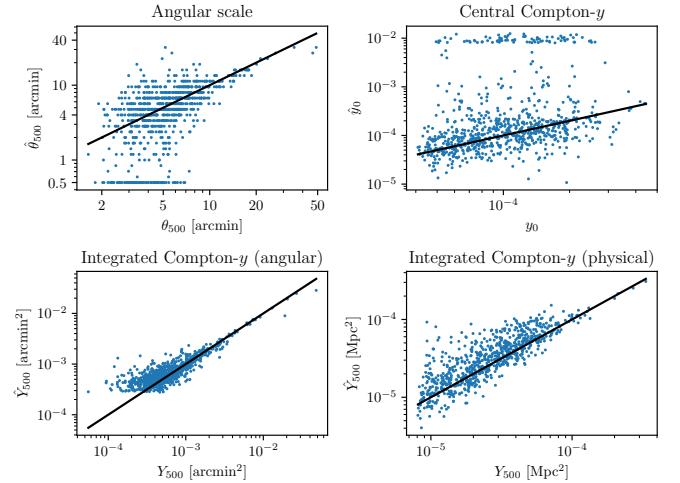 Angular scale
Central Compton-y
40
10
4
1
0.5
θ̂₅₀₀ [arcmin]
2
5
10
20
50
θ₅₀₀ [arcmin]
10⁻²
10⁻³
10⁻⁴
10⁻⁵
ŷ₀
10⁻⁴
y₀
Integrated Compton-y (angular)
Integrated Compton-y (physical)
10⁻²
10⁻³
10⁻⁴
Ŷ₅₀₀ [arcmin²]
10⁻⁴
10⁻³
10⁻²
Y₅₀₀ [arcmin²]
10⁻⁴
10⁻⁵
Ŷ₅₀₀ [Mpc²]
10⁻⁵
10⁻⁴
Y₅₀₀ [Mpc²]